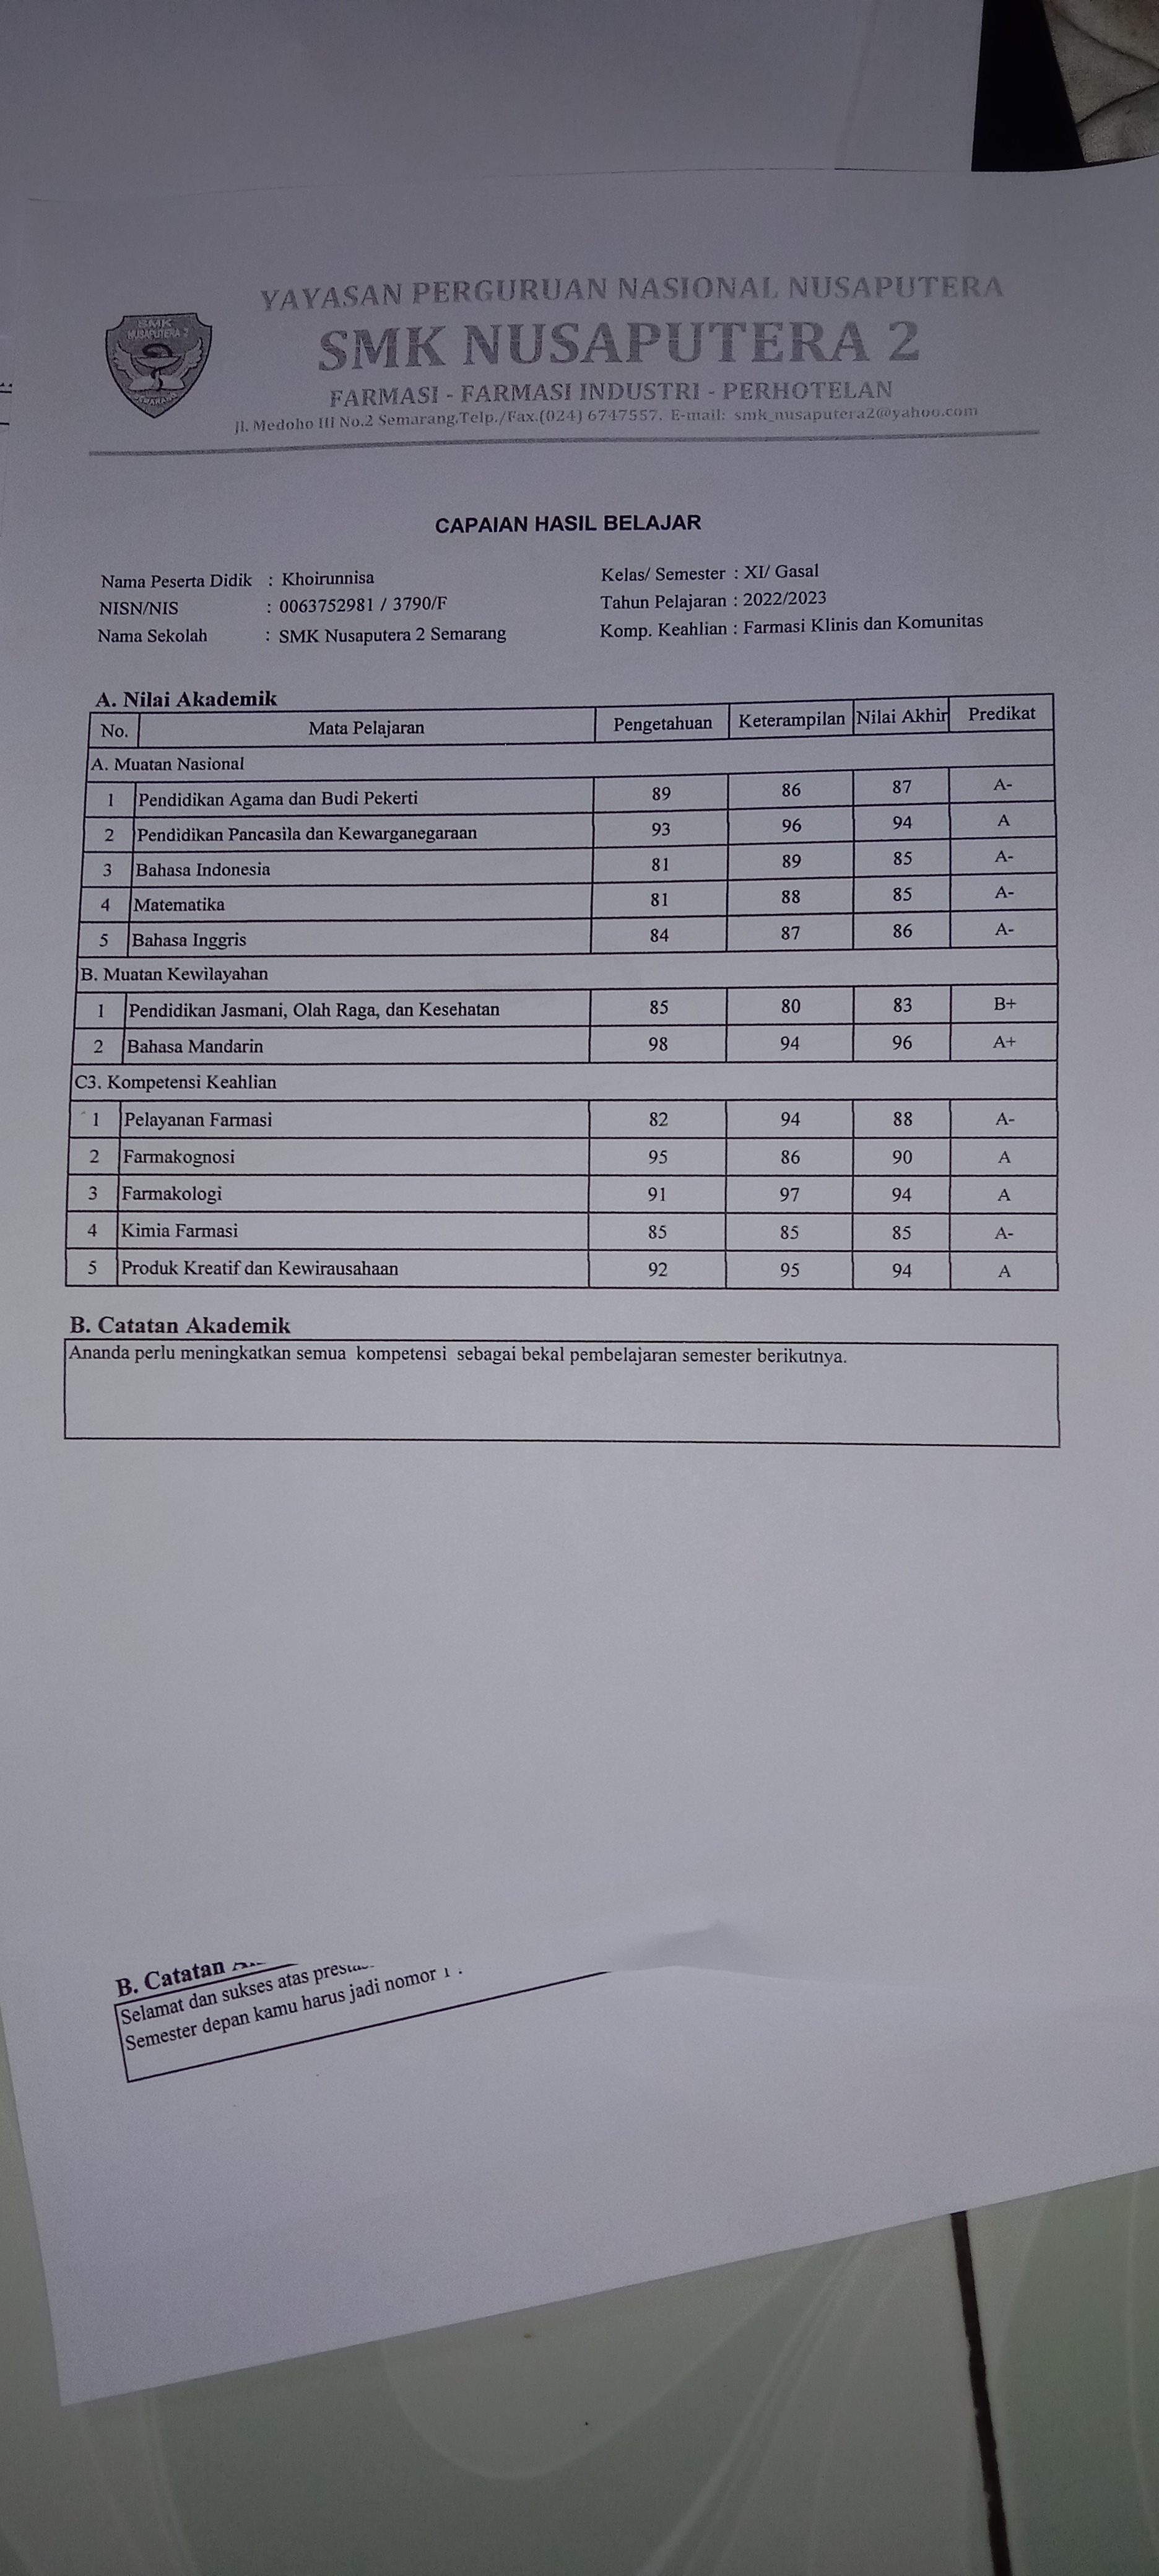 YAYASAN PERGURUAN NASIONAL NUSAPUTERA
SMK
NUSAPUTERA 2
SEMARANG
SMK NUSAPUTERA 2
FARMASI - FARMASI INDUSTRI - PERHOTELAN
Jl. Medoho III No.2 Semarang.Telp./Fax.(024) 6747557. E-mail: smk_nusaputera2@yahoo.com
CAPAIAN HASIL BELAJAR
Nama Peserta Didik : Khoirunnisa Kelas/ Semester : XI/ Gasal
NISN/NIS : 0063752981 / 3790/F Tahun Pelajaran : 2022/2023
Nama Sekolah : SMK Nusaputera 2 Semarang Komp. Keahlian : Farmasi Klinis dan Komunitas
A. Nilai Akademik
No. Mata Pelajaran Pengetahuan Keterampilan Nilai Akhir Predikat
A. Muatan Nasional
1 Pendidikan Agama dan Budi Pekerti 89 86 87 A-
2 Pendidikan Pancasila dan Kewarganegaraan 93 96 94 A
3 Bahasa Indonesia 81 89 85 A-
4 Matematika 81 88 85 A-
5 Bahasa Inggris 84 87 86 A-
B. Muatan Kewilayahan
1 Pendidikan Jasmani, Olah Raga, dan Kesehatan 85 80 83 B+
2 Bahasa Mandarin 98 94 96 A+
C3. Kompetensi Keahlian
1 Pelayanan Farmasi 82 94 88 A-
2 Farmakognosi 95 86 90 A
3 Farmakologi 91 97 94 A
4 Kimia Farmasi 85 85 85 A-
5 Produk Kreatif dan Kewirausahaan 92 95 94 A
B. Catatan Akademik
Ananda perlu meningkatkan semua kompetensi sebagai bekal pembelajaran semester berikutnya.
B. Catatan
Selamat dan sukses atas
Semester depan kamu harus jadi nomor